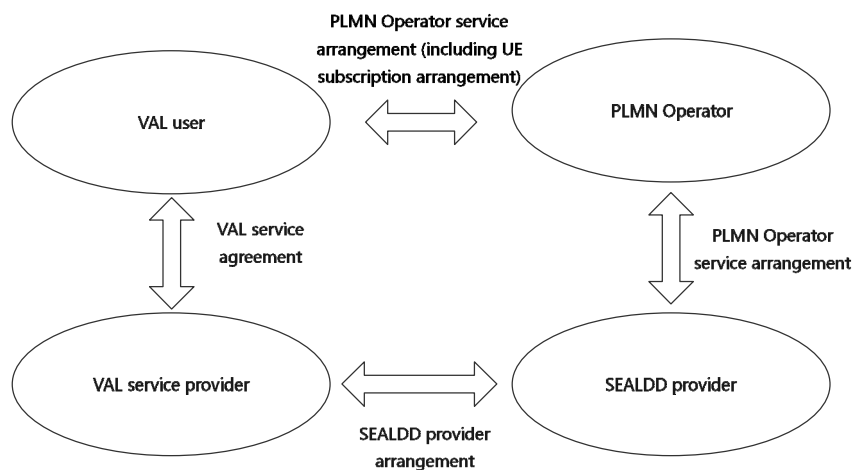 PLMN Operator service
arrangement (including UE
subscription arrangement)
VAL user
PLMN Operator
VAL service
agreement
PLMN Operator
service arrangement
VAL service provider
SEALDD provider
SEALDD provider
arrangement